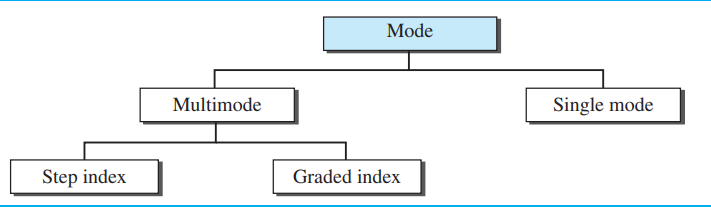 Mode
Multimode
Single mode
Step index
Graded index